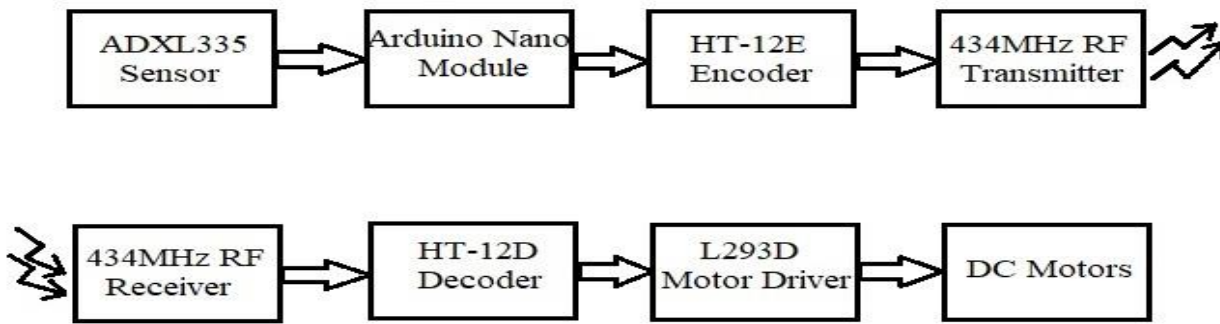 ADXL335
Sensor
Arduino Nano
Module
HT-12E
Encoder
434MHz RF
Transmitter
434MHz RF
Receiver
HT-12D
Decoder
L293D
Motor Driver
DC Motors